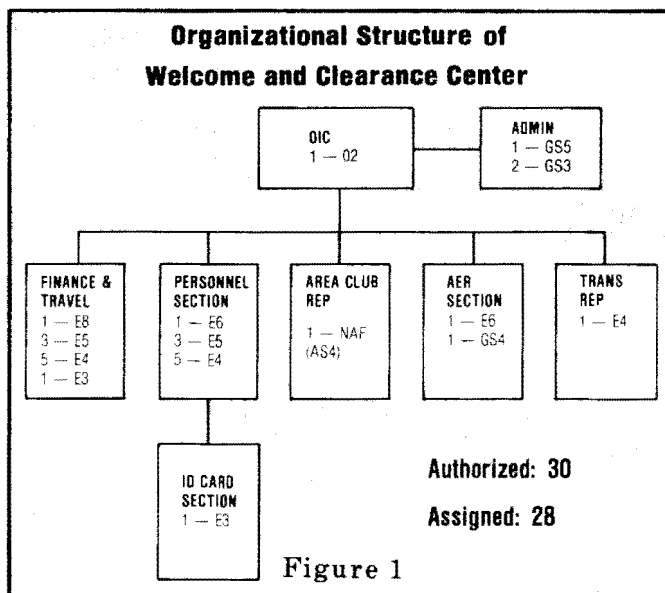 Organizational Structure of
Welcome and Clearance Center
OIC
1 — 02
ADMIN
1 — GS5
2 — GS3
FINANCE &
TRAVEL
1 — E8
3 — E5
5 — E4
1 — E3
PERSONNEL
SECTION
1 — E6
3 — E5
5 — E4
AREA CLUB
REP
1 — NAF
(AS4)
AER
SECTION
1 — E6
1 — GS4
TRANS
REP
1 — E4
ID CARD
SECTION
1 — E3
Authorized: 30
Assigned: 28
Figure 1